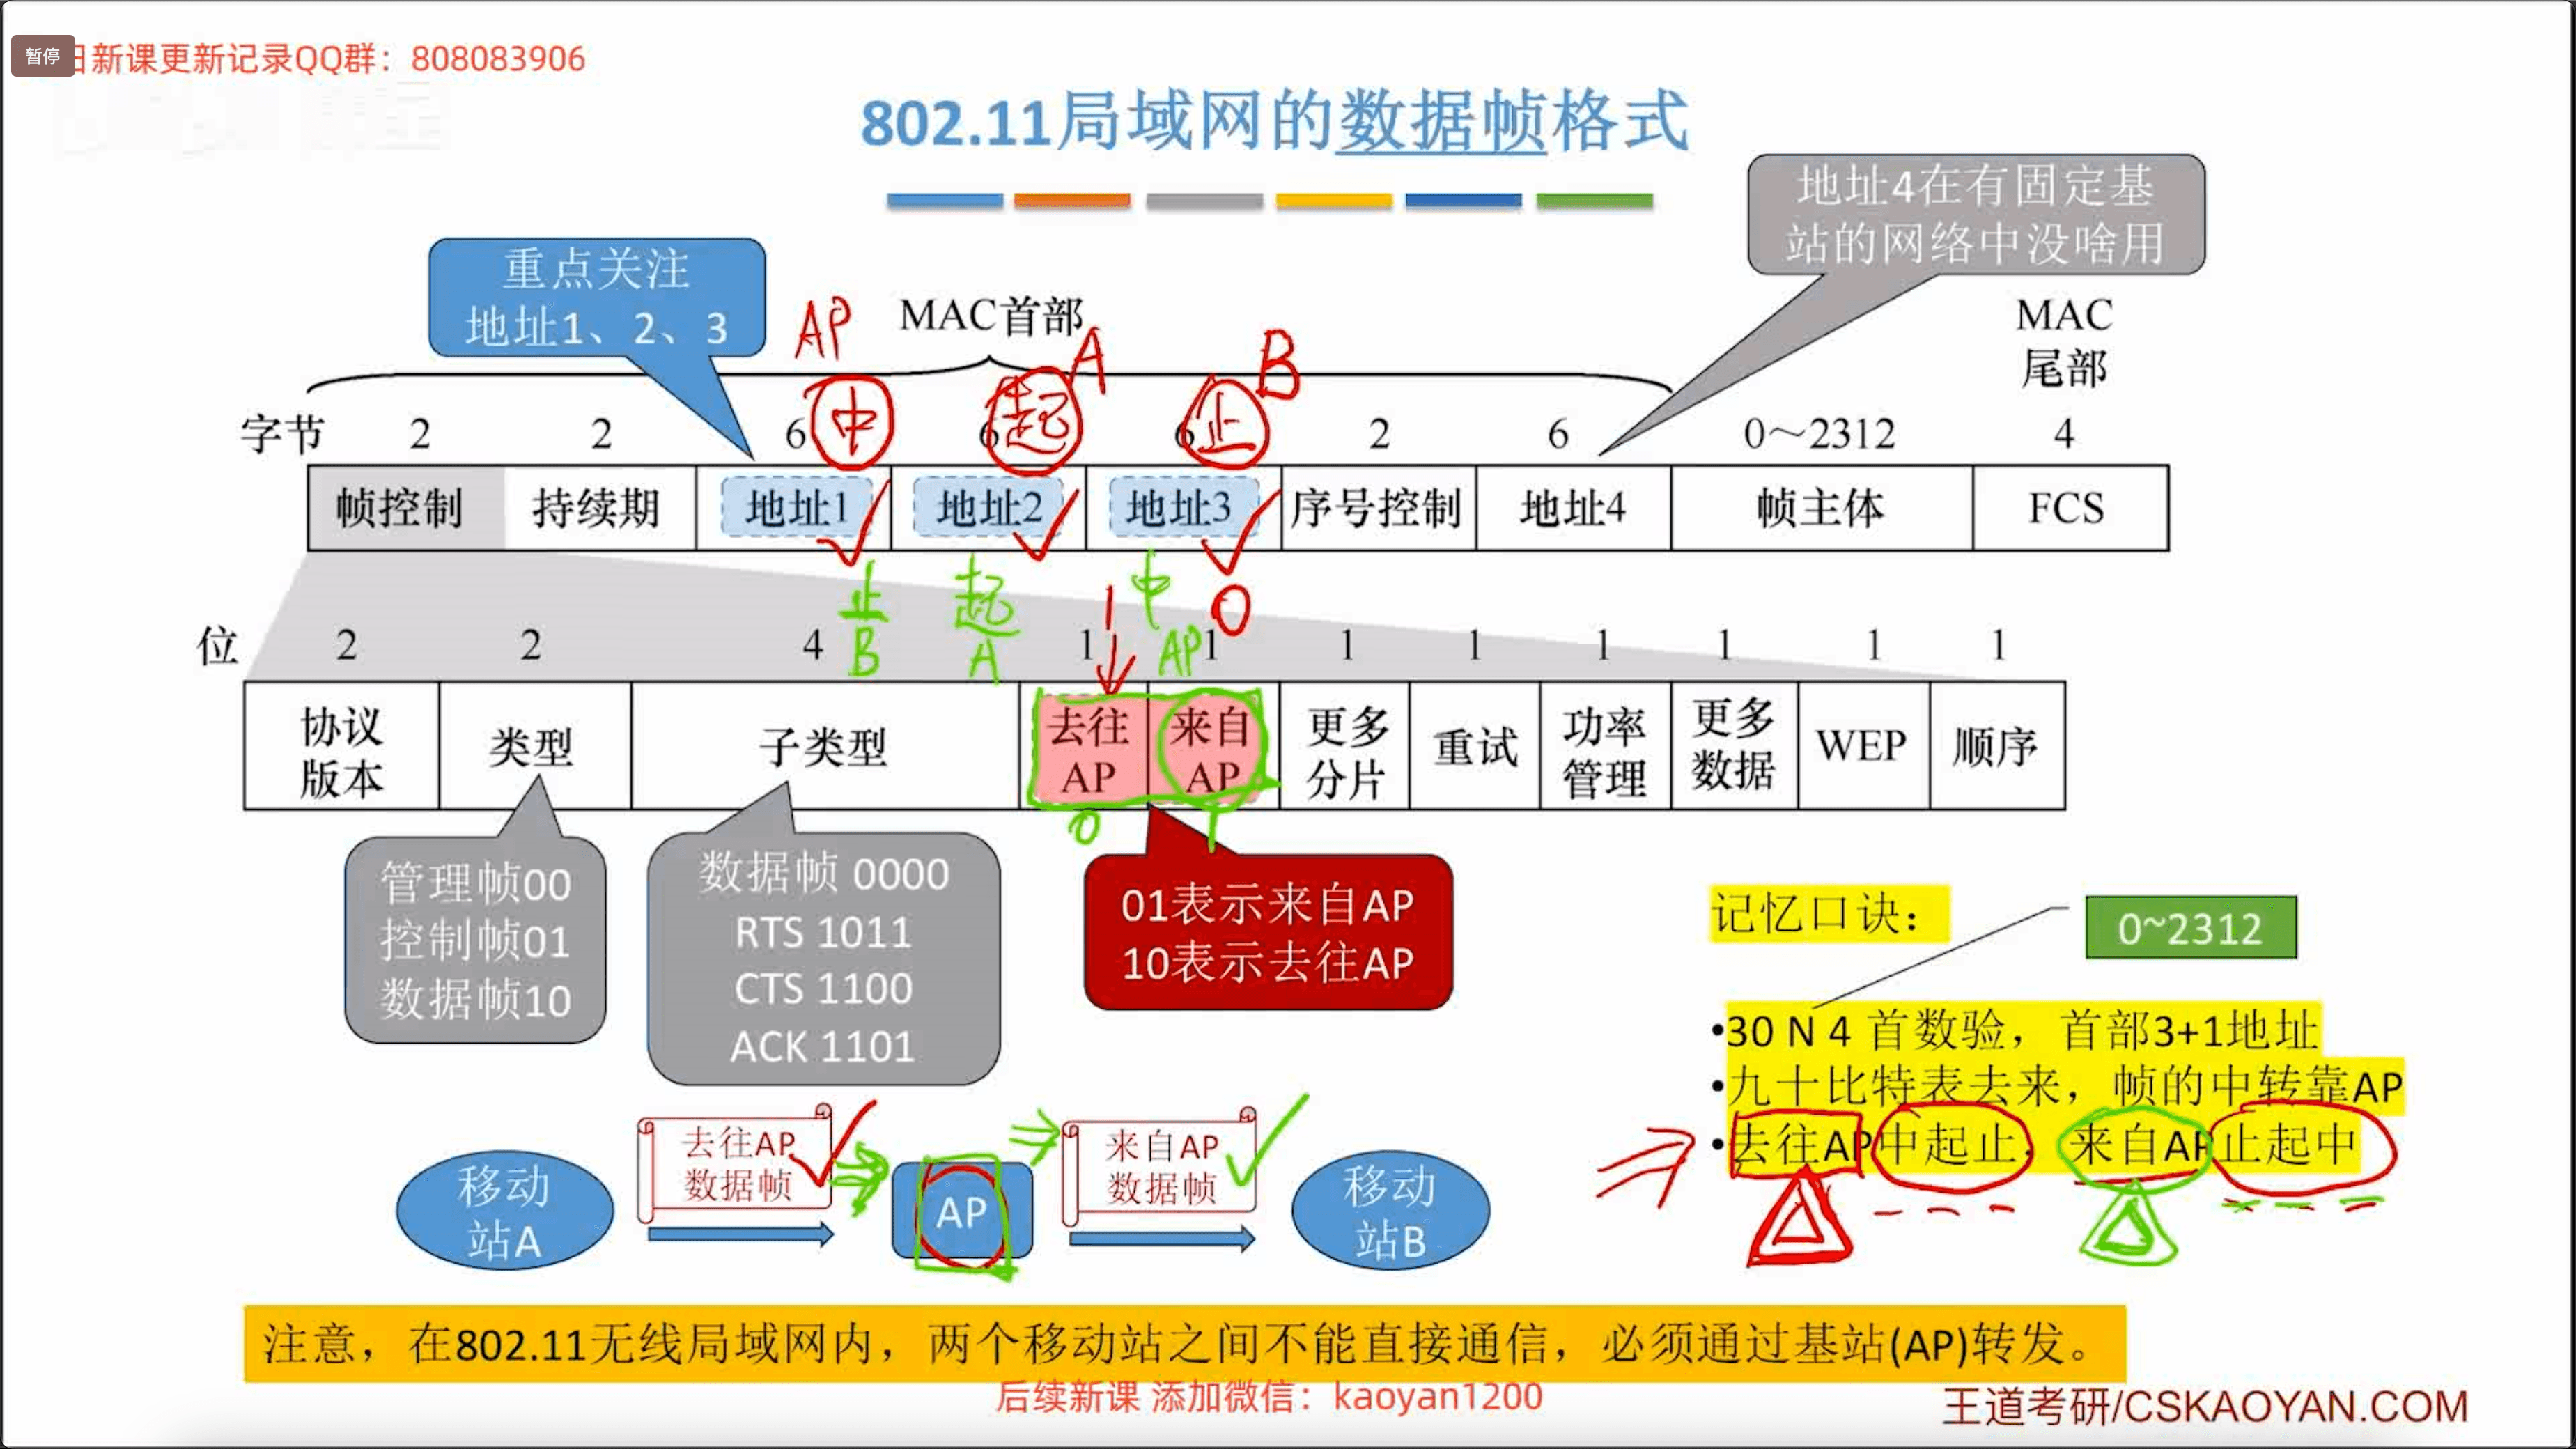 暂停
日新课更新记录QQ群：808083906
802.11局域网的数据帧格式
地址4在有固定基
站的网络中没啥用
重点关注
地址1、2、3
AP
MAC首部
A
B
MAC
尾部
字节 2 2 6 中 6 起 6 止 2 6 0～2312 4
帧控制 持续期 地址1 地址2 地址3 序号控制 地址4 帧主体 FCS
止 起 1 中 0
B A AP
位 2 2 4 1 1 1 1 1 1 1 1
协议版本 类型 子类型 去往AP 来自AP 更多分片 重试 功率管理 更多数据 WEP 顺序
0 1
管理帧00
控制帧01
数据帧10
数据帧 0000
RTS 1011
CTS 1100
ACK 1101
01表示来自AP
10表示去往AP
记忆口诀：
0~2312
•30 N 4 首数验，首部3+1地址
•九十比特表去来，帧的中转靠AP
•去往AP中起止，来自AP止起中
移动
站A
去往AP
数据帧
AP
来自AP
数据帧
移动
站B
注意，在802.11无线局域网内，两个移动站之间不能直接通信，必须通过基站(AP)转发。
后续新课 添加微信：kaoyan1200
王道考研/CSKAOYAN.COM